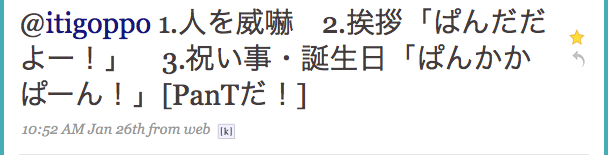 @itigoppo 1.人を威嚇　2.挨拶「ぱんだだ
よー！」　3.祝い事・誕生日「ぱんかか
ぱーん！」[PanTだ！]
10:52 AM Jan 26th from web [k]